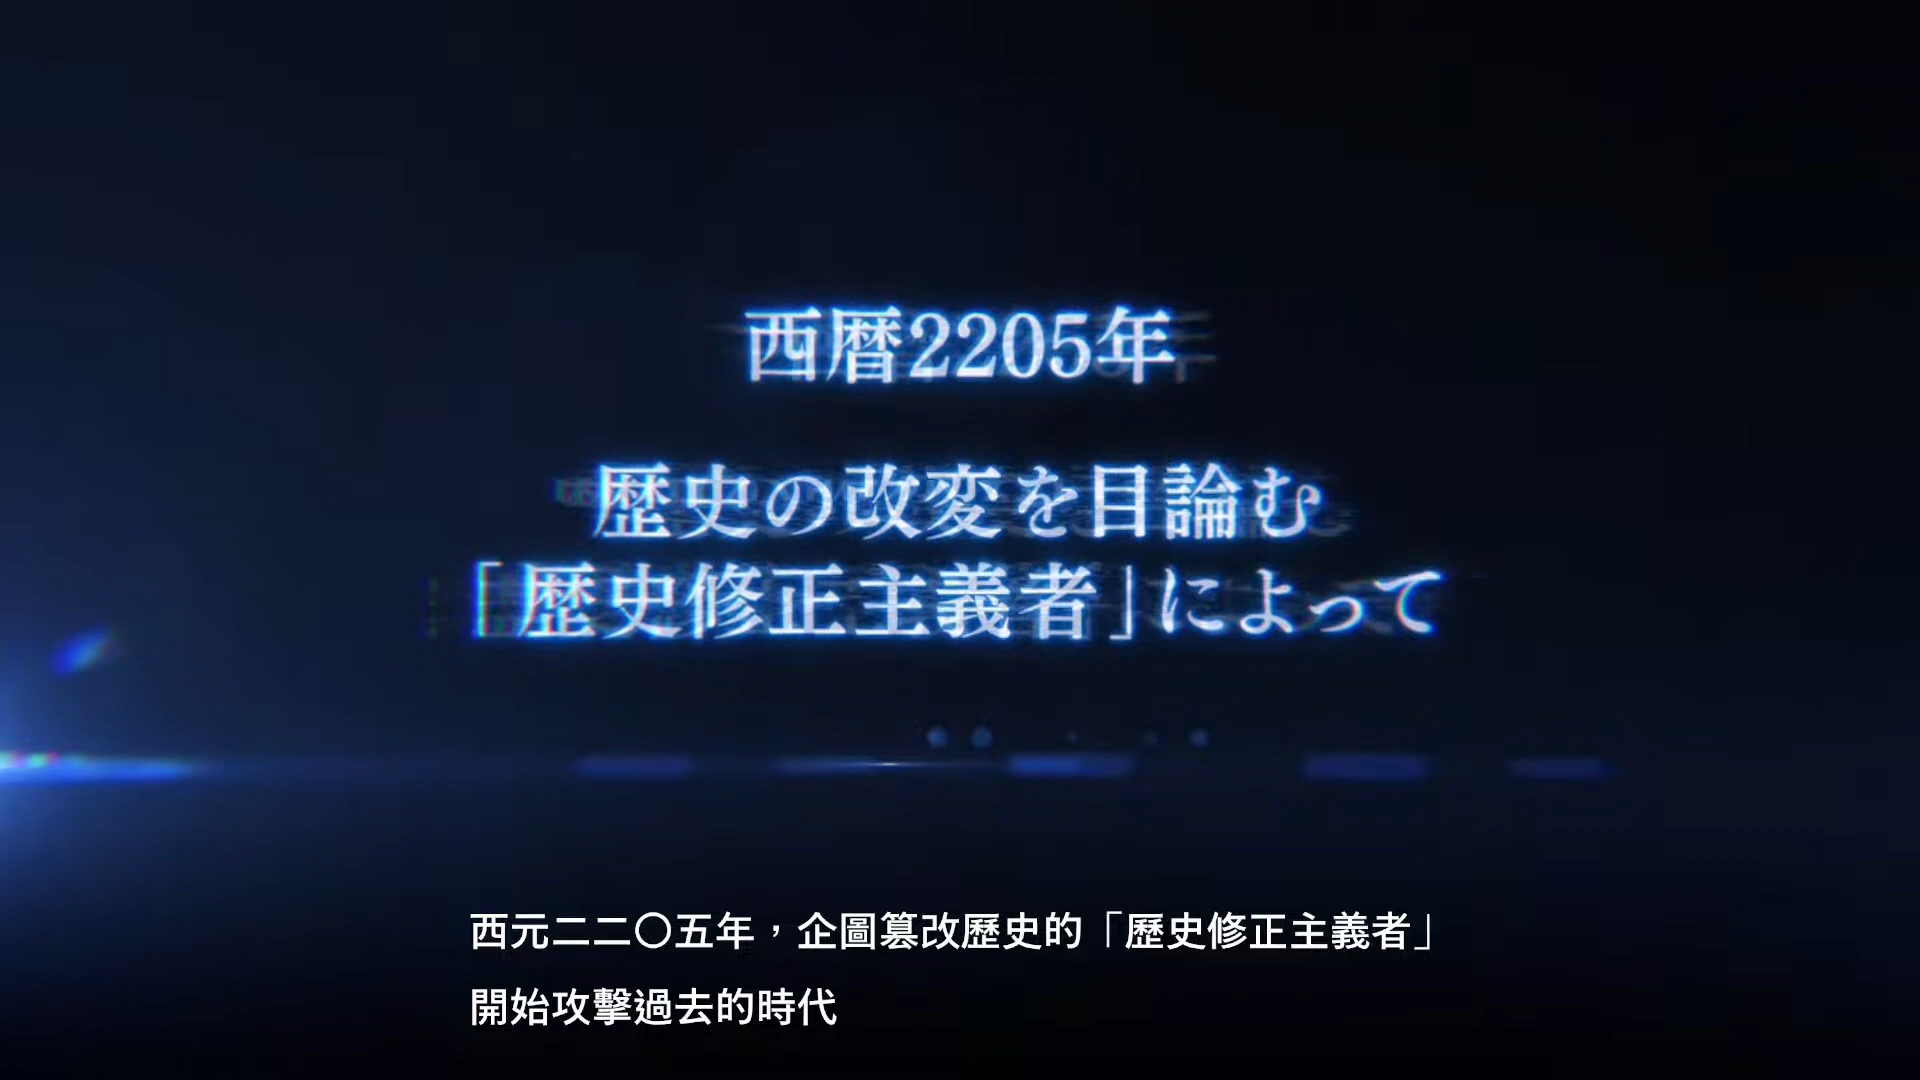 西暦2205年
歴史の改変を目論む
「歴史修正主義者」によって
西元二二〇五年，企圖篡改歷史的「歷史修正主義者」
開始攻擊過去的時代